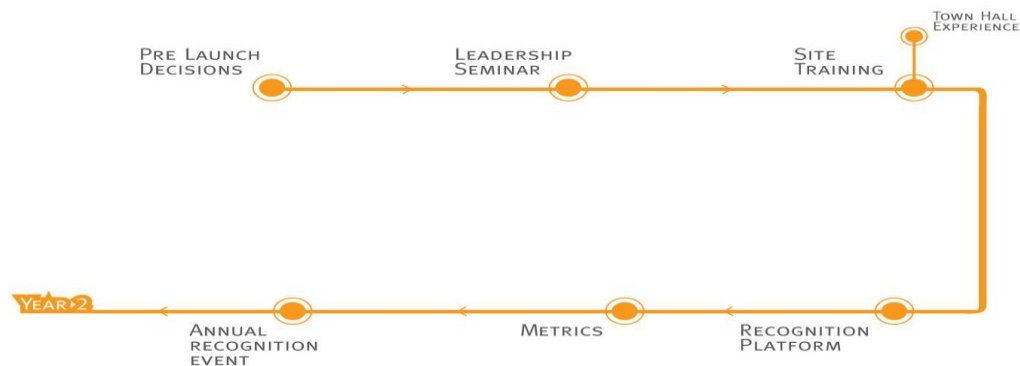 Pre Launch
Decisions
Leadership
Seminar
Site
Training
Town Hall
Experience
Year 2
Annual
recognition
event
Metrics
Recognition
Platform